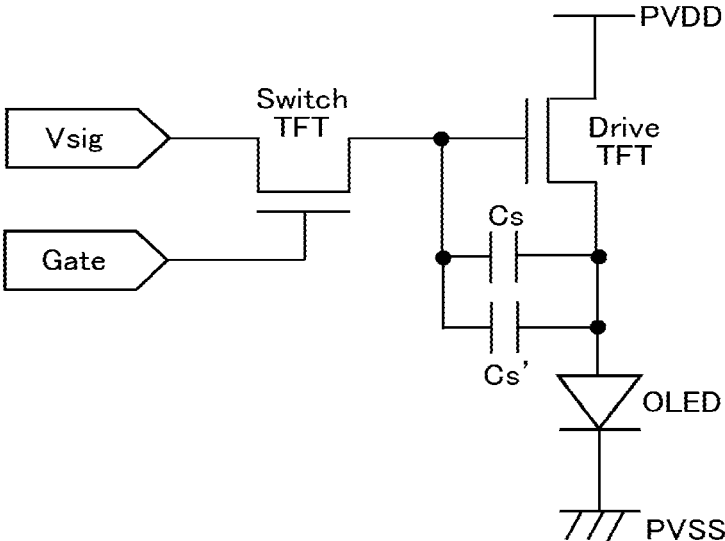 PVDD
Switch
TFT
Vsig
Drive
TFT
Cs
Gate
Cs'
OLED
PVSS